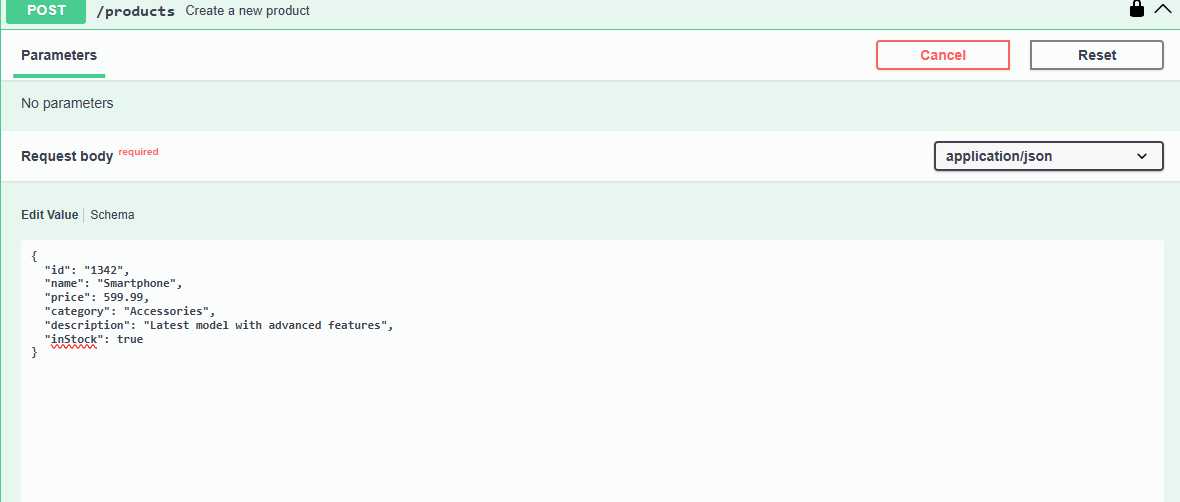 POST /products Create a new product
Parameters
Cancel
Reset
No parameters
Request body required
application/json
Edit Value Schema
{
  "id": "1342",
  "name": "Smartphone",
  "price": 599.99,
  "category": "Accessories",
  "description": "Latest model with advanced features",
  "inStock": true
}